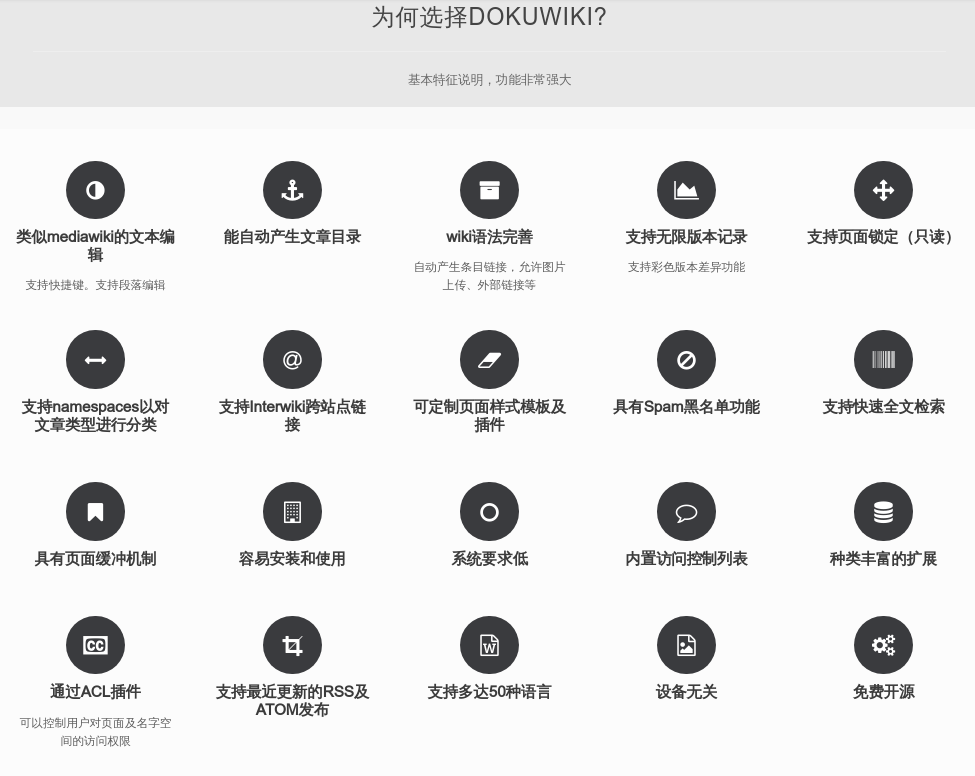 为何选择DOKUWIKI?
基本特征说明，功能非常强大
类似mediawiki的文本编
辑
支持快捷键。支持段落编辑
能自动产生文章目录
wiki语法完善
自动产生条目链接，允许图片
上传、外部链接等
支持无限版本记录
支持彩色版本差异功能
支持页面锁定（只读）
支持namespaces以对
文章类型进行分类
支持Interwiki跨站点链
接
可定制页面样式模板及
插件
具有Spam黑名单功能
支持快速全文检索
具有页面缓冲机制
容易安装和使用
系统要求低
内置访问控制列表
种类丰富的扩展
通过ACL插件
可以控制用户对页面及名字空
间的访问权限
支持最近更新的RSS及
ATOM发布
支持多达50种语言
设备无关
免费开源